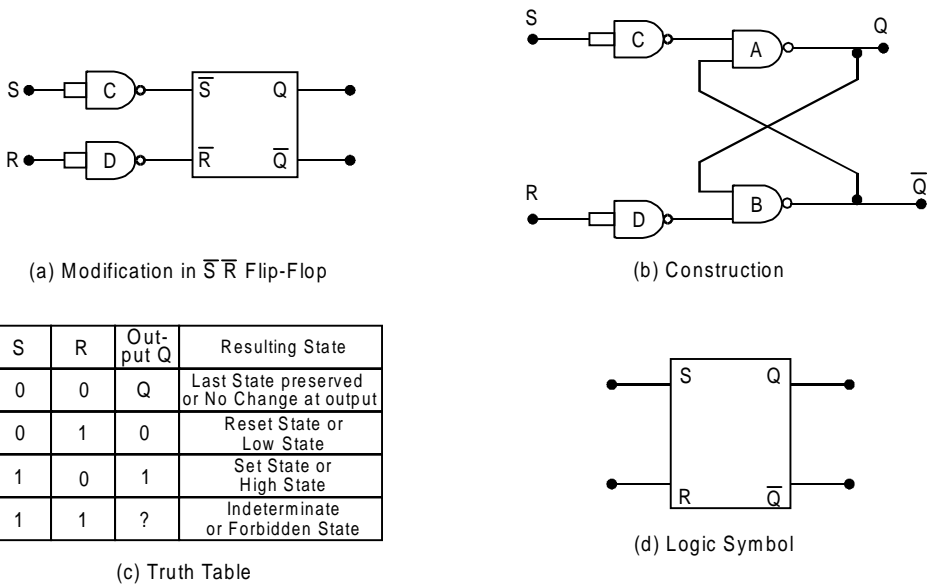 S
C
S̅
Q
R
D
R̅
Q̅
(a) Modification in S̅ R̅ Flip-Flop
S
C
A
Q
R
D
B
Q̅
(b) Construction
S R Out-put Q Resulting State
0 0 Q Last State preserved
or No Change at output
0 1 0 Reset State or
Low State
1 0 1 Set State or
High State
1 1 ? Indeterminate
or Forbidden State
(c) Truth Table
S Q
R Q̅
(d) Logic Symbol